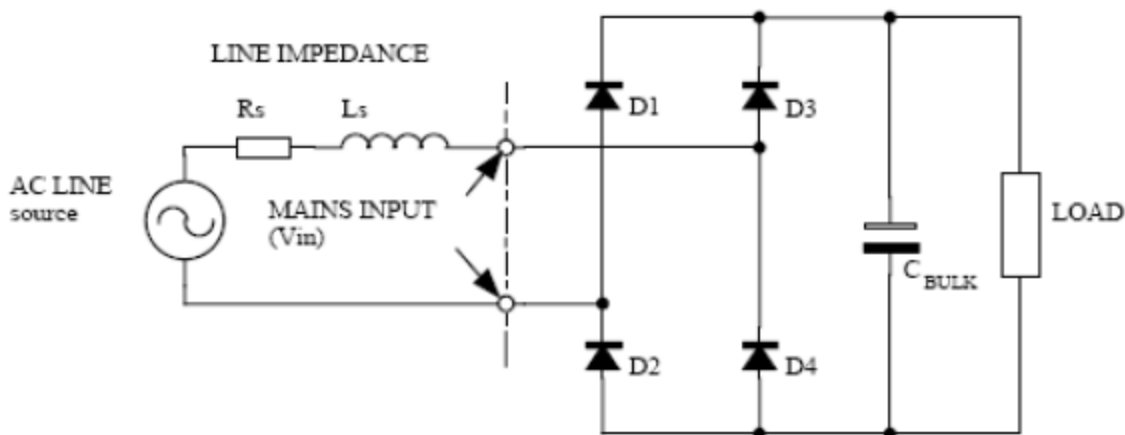 LINE IMPEDANCE
Rs
Ls
D1
D3
AC LINE
source
MAINS INPUT
(Vin)
LOAD
C BULK
D2
D4